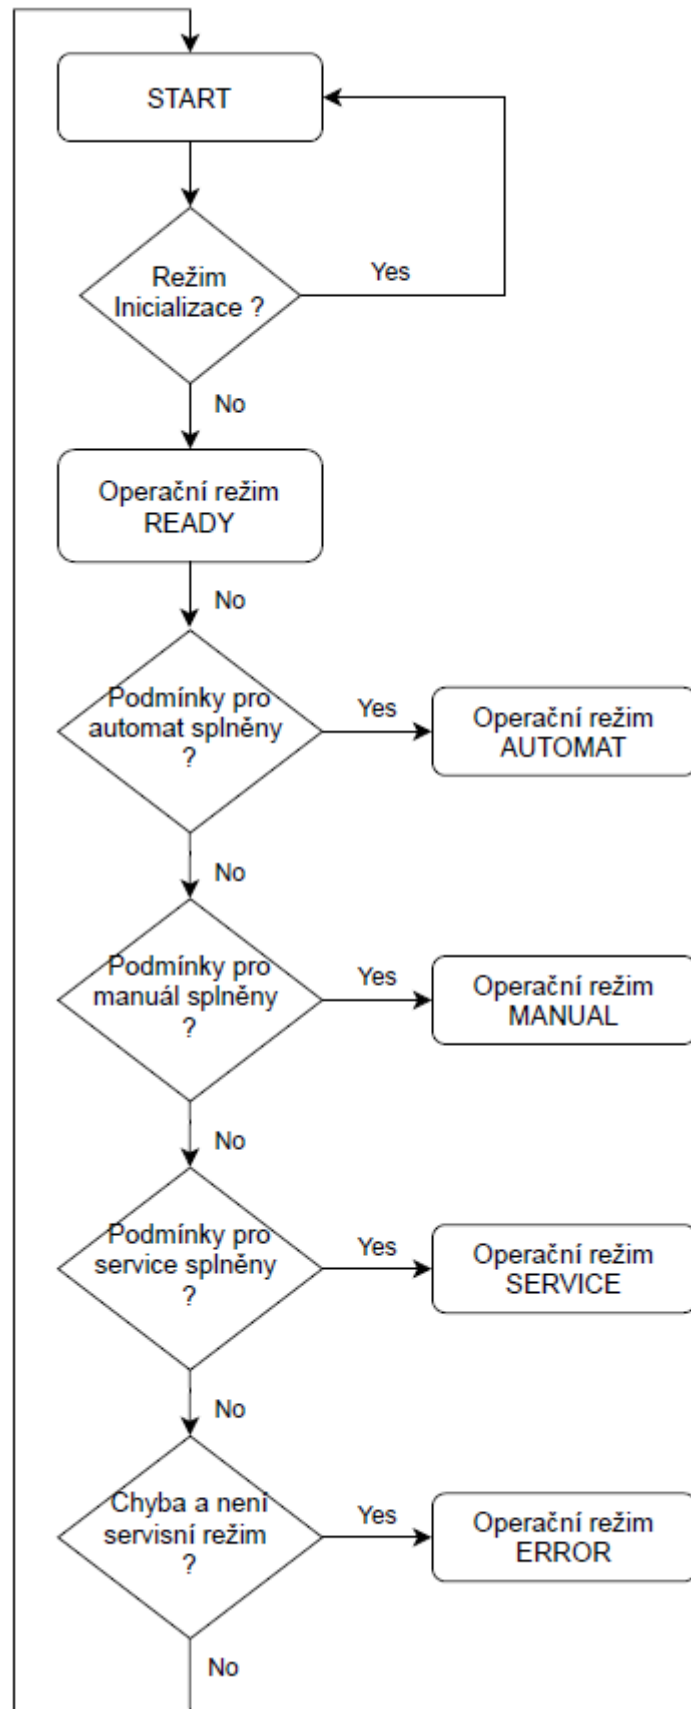 START
Režim
Inicializace ?
Yes
No
Operační režim
READY
No
Podmínky pro
automat splněny
?
Yes
Operační režim
AUTOMAT
No
Podmínky pro
manuál splněny
?
Yes
Operační režim
MANUAL
No
Podmínky pro
service splněny
?
Yes
Operační režim
SERVICE
No
Chyba a není
servisní režim
?
Yes
Operační režim
ERROR
No